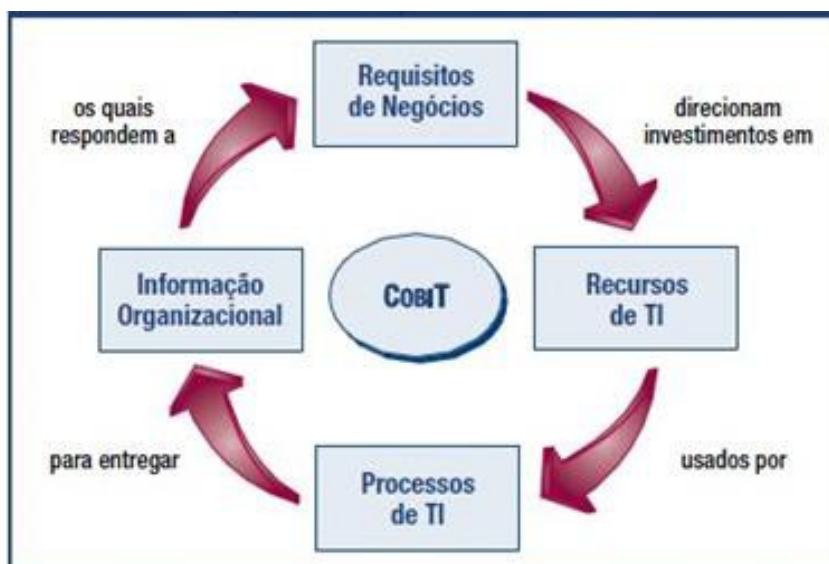 Requisitos
de Negócios
os quais
respondem a
direcionam
investimentos em
Informação
Organizacional
COBIT
Recursos
de TI
para entregar
usados por
Processos
de TI